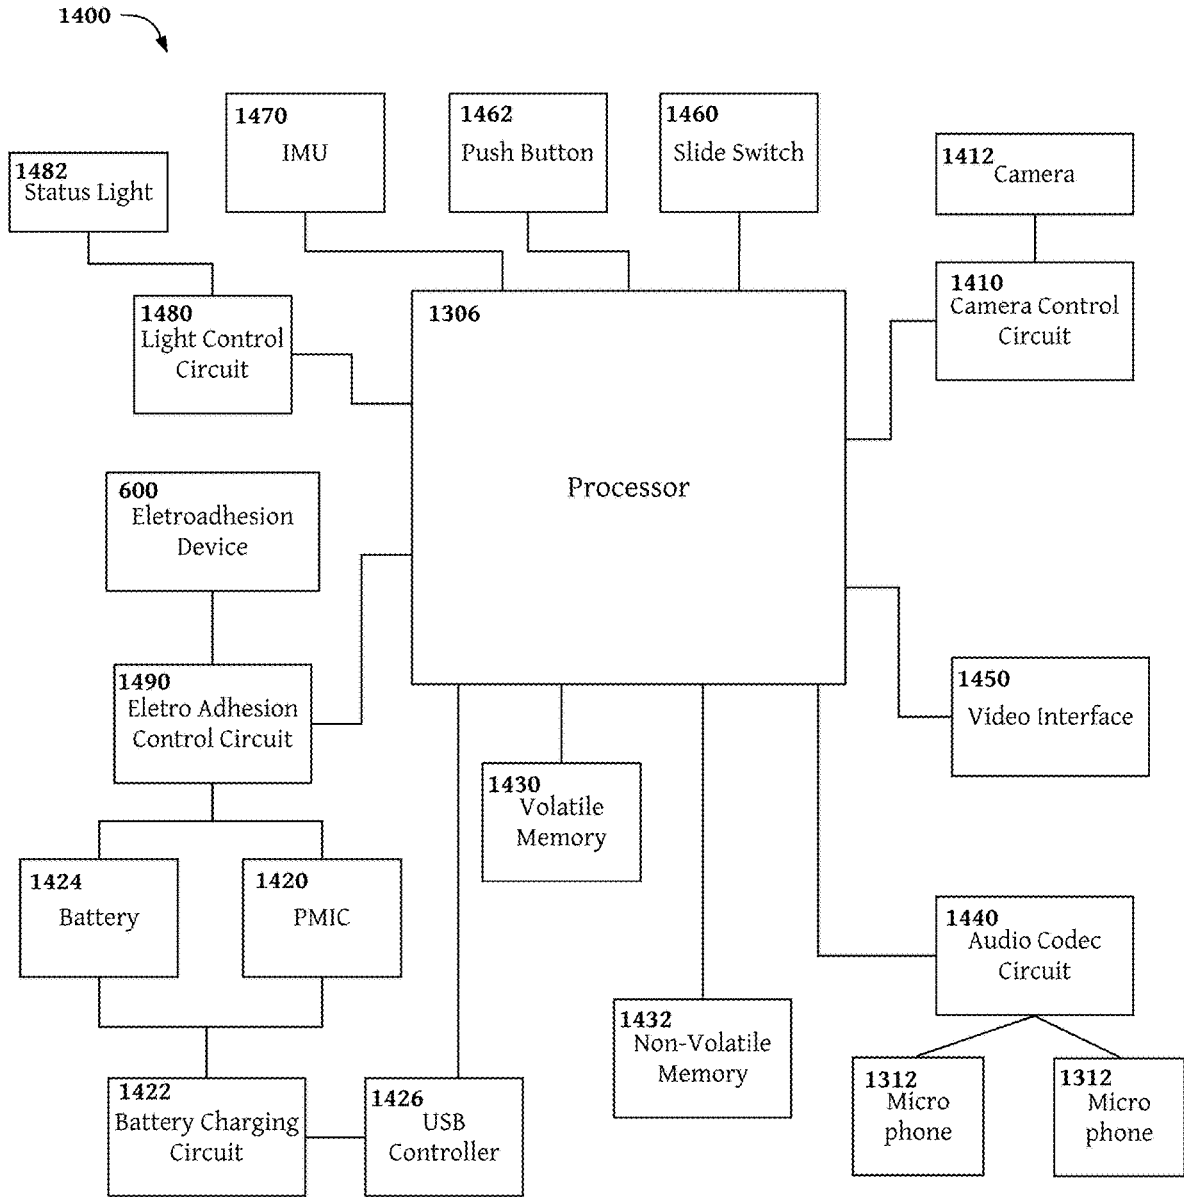 1400
1470
IMU
1462
Push Button
1460
Slide Switch
1412
Camera
1482
Status Light
1410
Camera Control
Circuit
1480
Light Control
Circuit
1306
Processor
600
Eletroadhesion
Device
1490
Eletro Adhesion
Control Circuit
1450
Video Interface
1430
Volatile
Memory
1424
Battery
1420
PMIC
1440
Audio Codec
Circuit
1432
Non-Volatile
Memory
1422
Battery Charging
Circuit
1426
USB
Controller
1312
Micro
phone
1312
Micro
phone